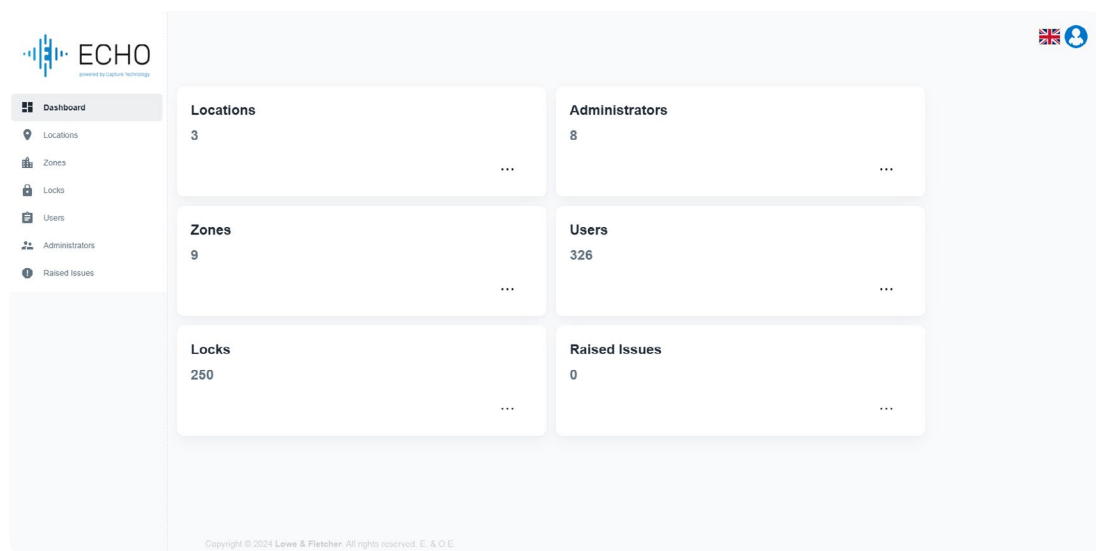 ECHO
powered by Capture Technology
Dashboard
Locations
Zones
Locks
Users
Administrators
Raised Issues
Locations
3
...
Administrators
8
...
Zones
9
...
Users
326
...
Locks
250
...
Raised Issues
0
...
Copyright © 2024 Lowe & Fletcher. All rights reserved. E. & O.E.